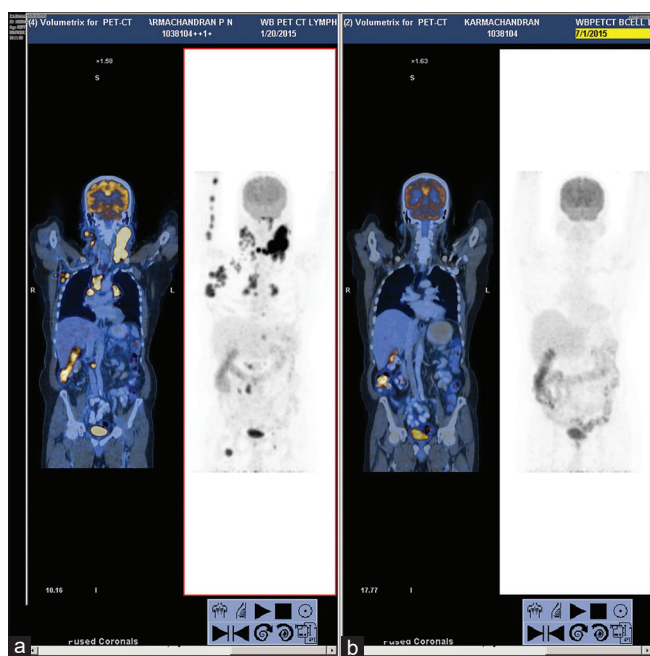 (4) Volumetrix for PET-CT ARMACHANDRAN P N WB PET CT LYMPH
1038104++1+ 1/20/2015
×1.58
S
R
L
10.16 I
Fused Coronals
a
(2) Volumetrix for PET-CT KARMACHANDRAN WBPETCT BCELL L
1038104 7/1/2015
×1.63
S
R
L
17.77 I
Fused Coronals
b